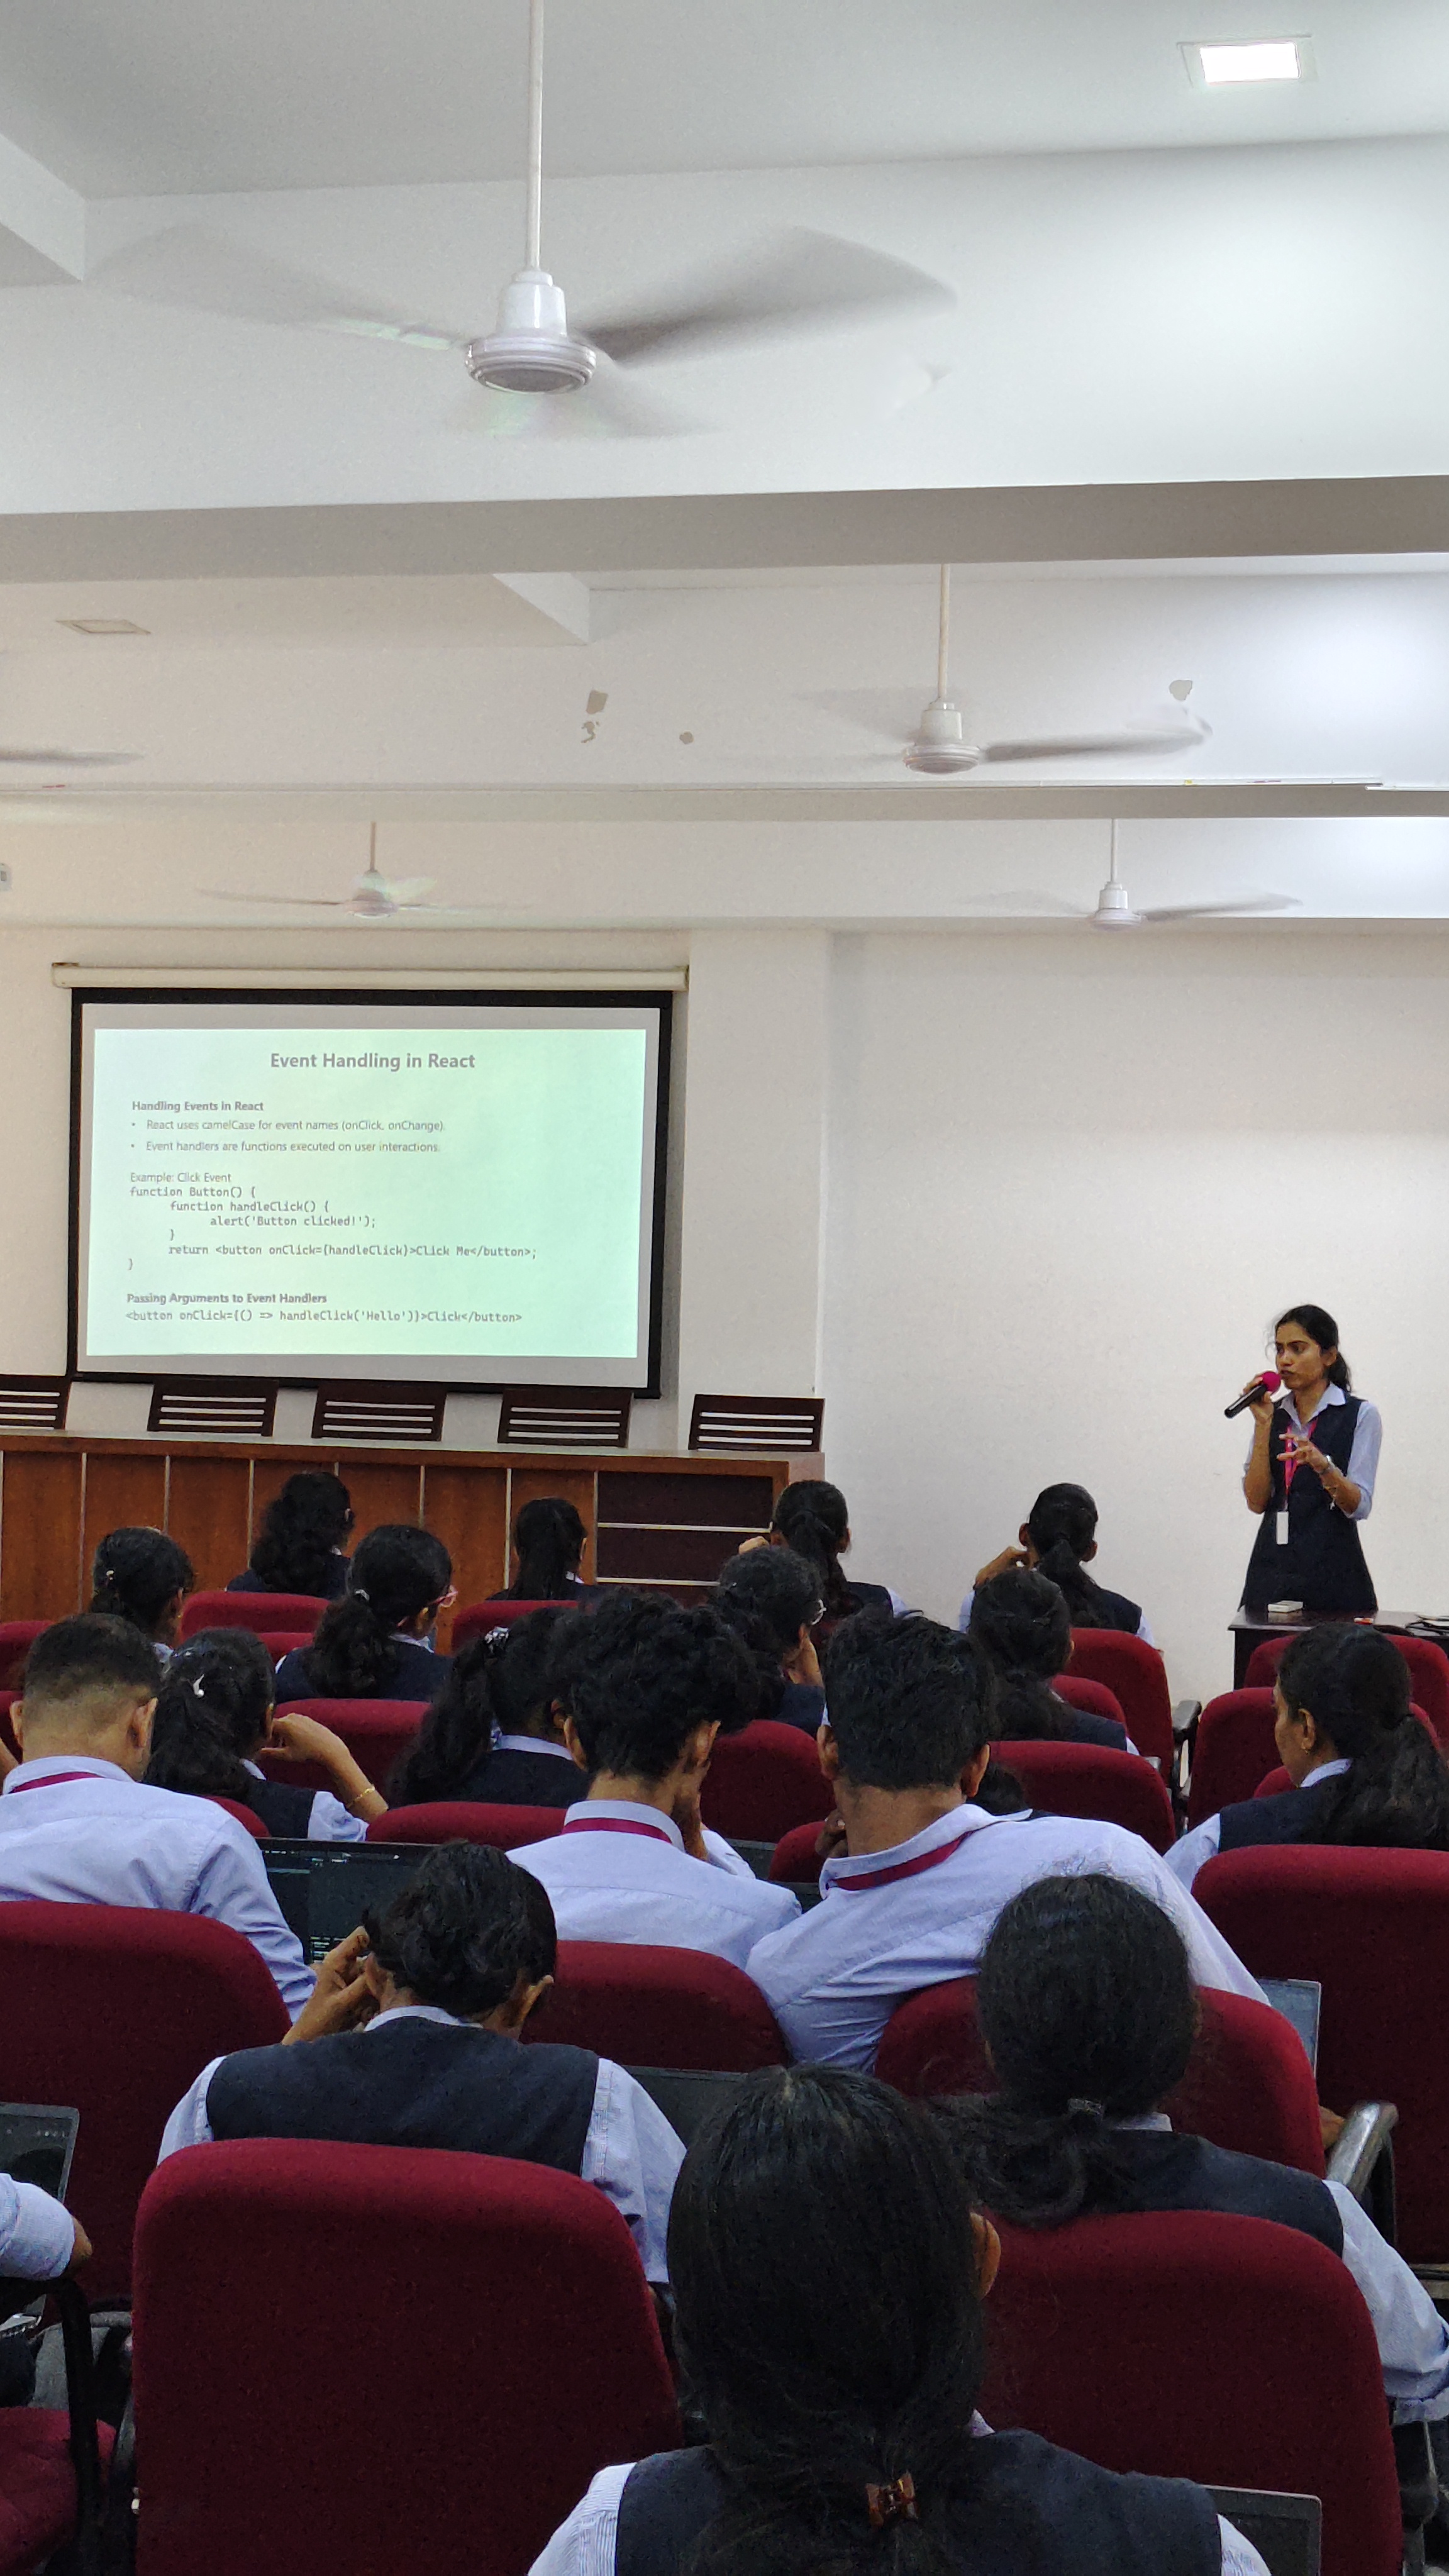 Event Handling in React
Handling Events in React
• React uses camelCase for event names (onClick, onChange).
• Event handlers are functions executed on user interactions.
Example: Click Event
function Button() {
function handleClick() {
alert('Button clicked!');
}
return <button onClick={handleClick}>Click Me</button>;
}
Passing Arguments to Event Handlers
<button onClick={() => handleClick('Hello')}>Click</button>